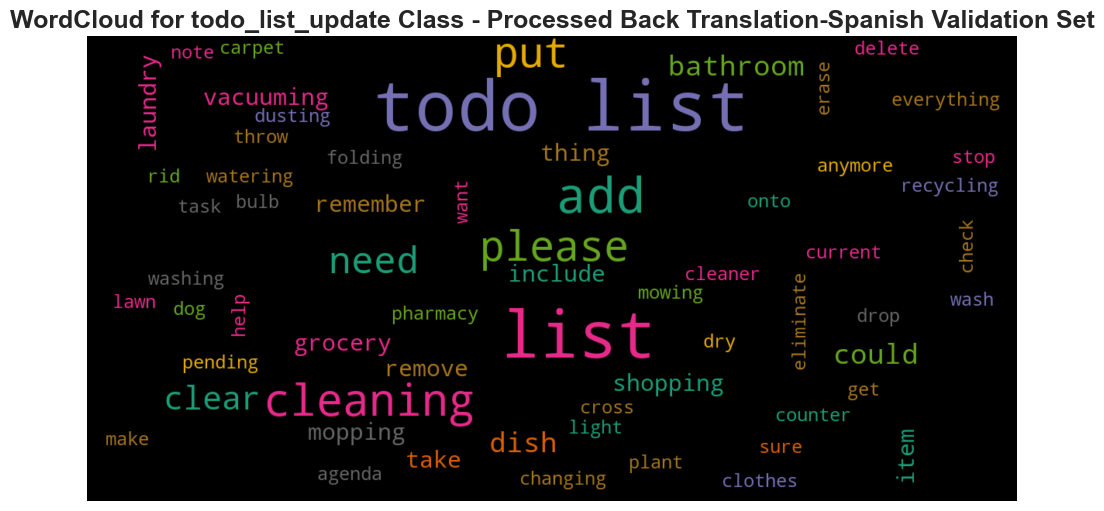 WordCloud for todo_list_update Class - Processed Back Translation-Spanish Validation Set
note carpet put delete
laundry bathroom
vacuuming todo list erase everything
dusting
throw
folding thing stop
rid watering anymore
task bulb remember want add onto recycling
please check
need current
washing include cleaner
lawn dog help mowing eliminate wash
pharmacy list drop
grocery dry could
pending remove
clear cleaning shopping get
cross counter
make mopping dish light item
take sure
agenda changing plant clothes